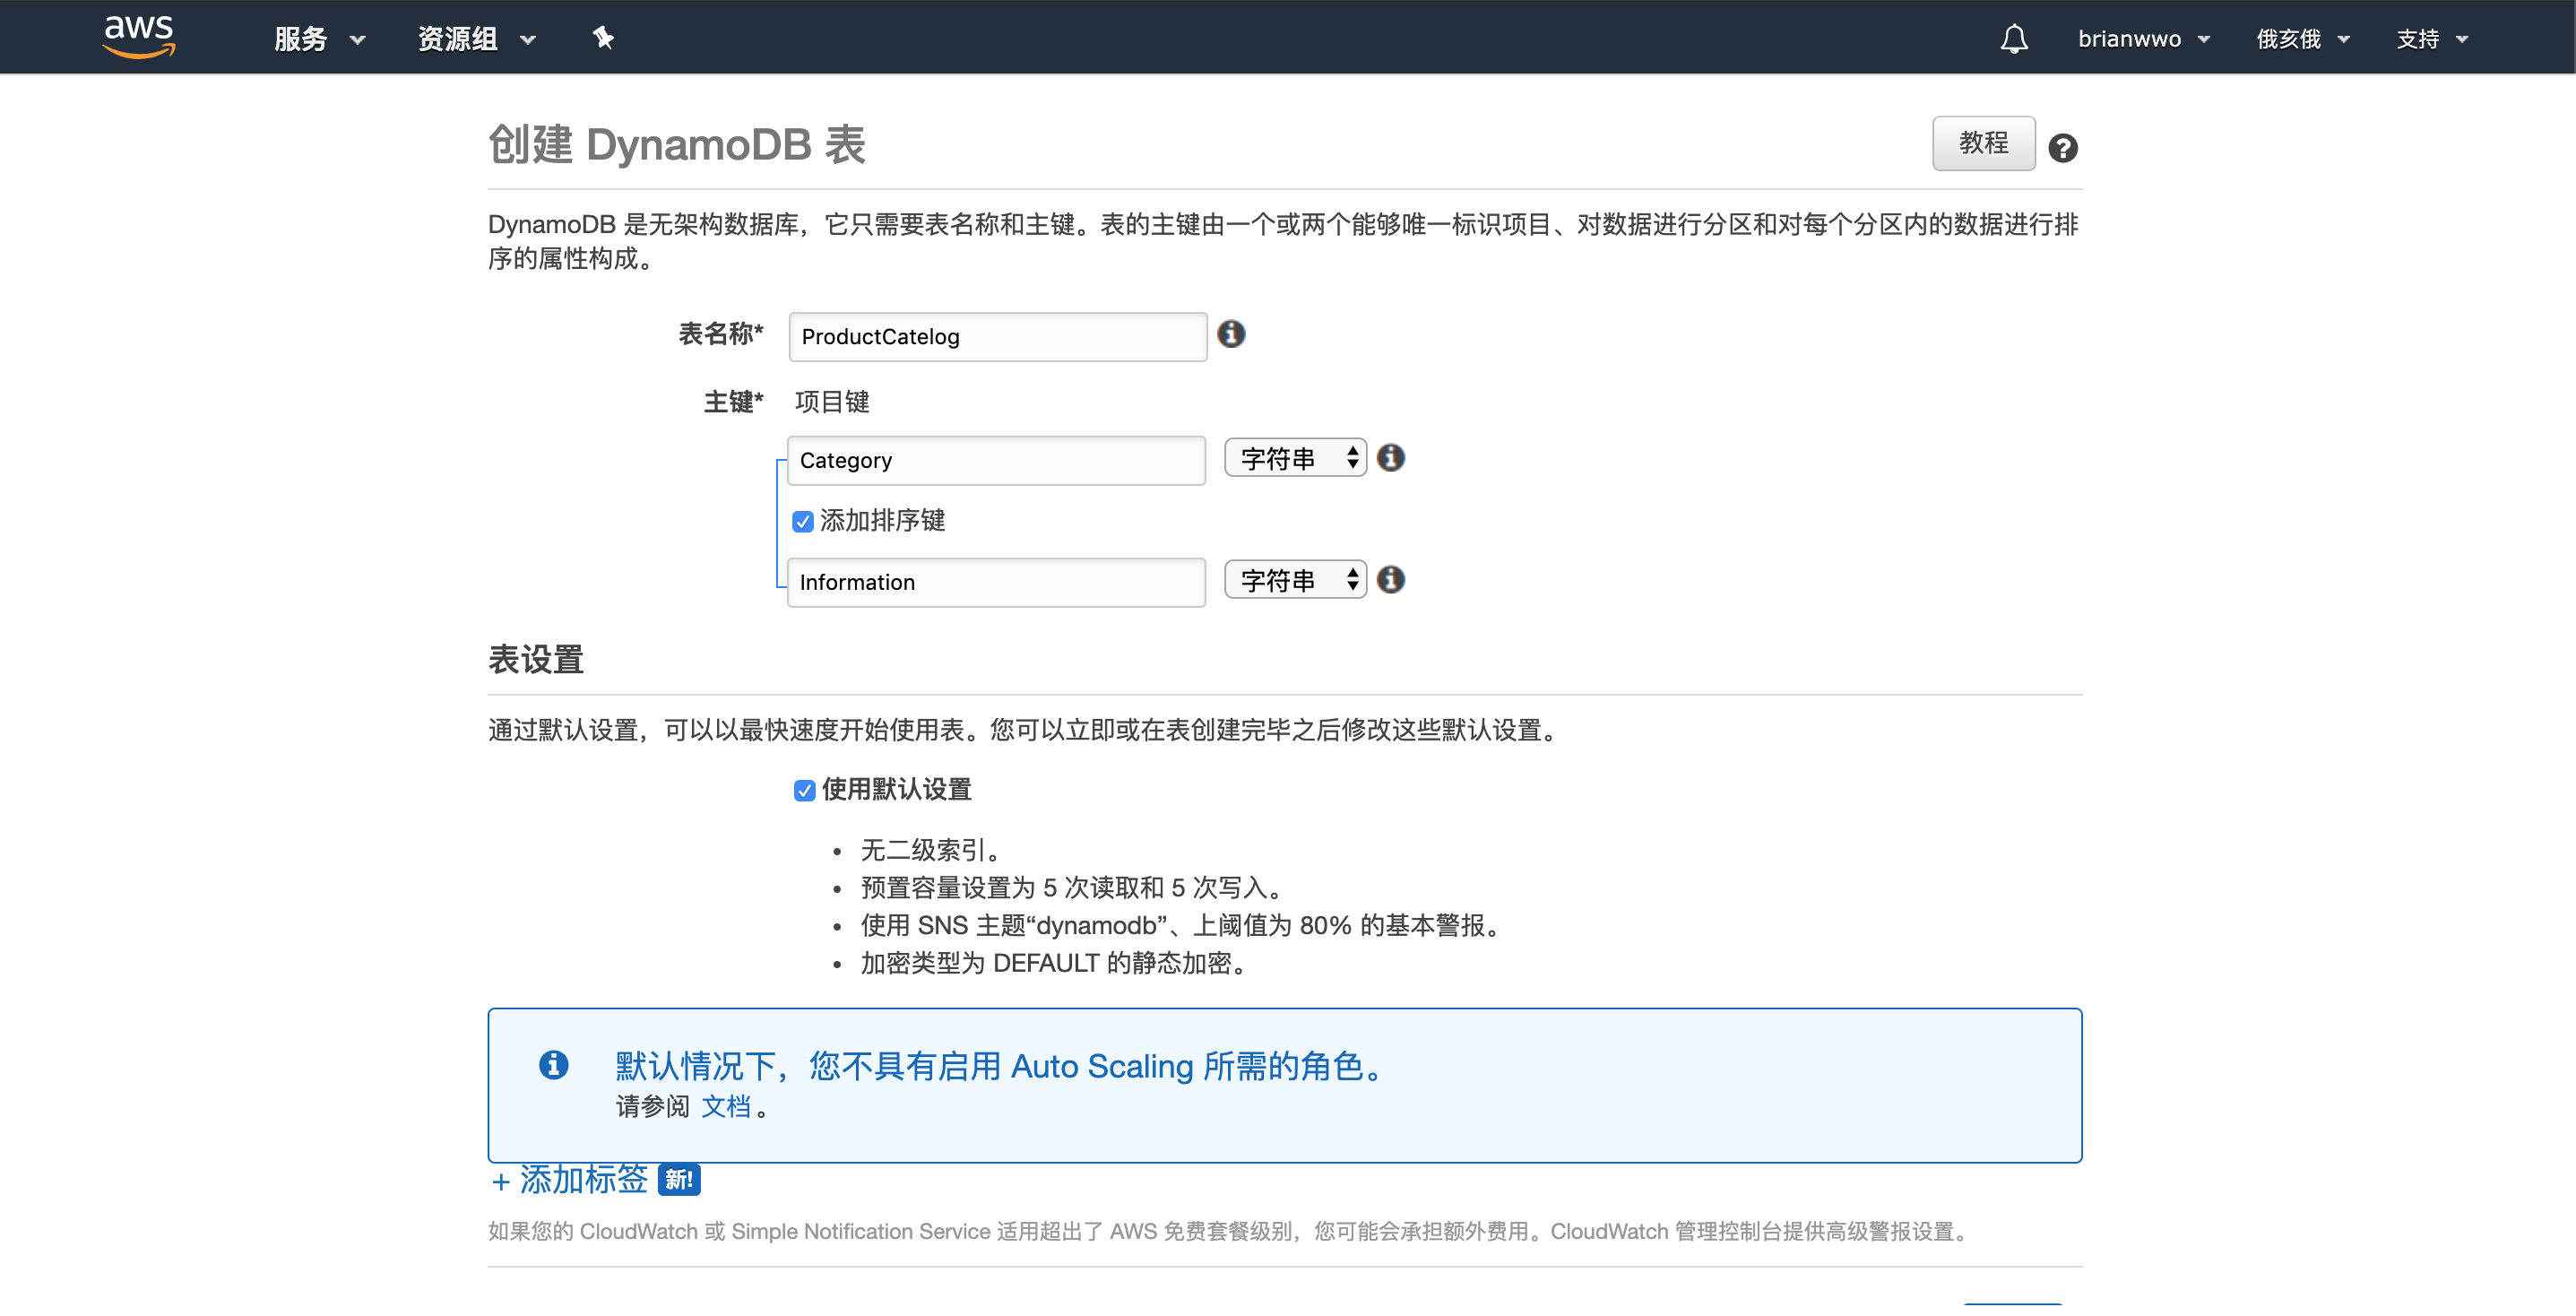 aws 服务 资源组 brianwwo 俄亥俄 支持
创建 DynamoDB 表 教程
DynamoDB 是无架构数据库，它只需要表名称和主键。表的主键由一个或两个能够唯一标识项目、对数据进行分区和对每个分区内的数据进行排
序的属性构成。
表名称* ProductCatelog
主键* 项目键
Category 字符串
添加排序键
Information 字符串
表设置
通过默认设置，可以以最快速度开始使用表。您可以立即或在表创建完毕之后修改这些默认设置。
使用默认设置
• 无二级索引。
• 预置容量设置为 5 次读取和 5 次写入。
• 使用 SNS 主题“dynamodb”、上阈值为 80% 的基本警报。
• 加密类型为 DEFAULT 的静态加密。
默认情况下，您不具有启用 Auto Scaling 所需的角色。
请参阅 文档 。
+ 添加标签 新!
如果您的 CloudWatch 或 Simple Notification Service 适用超出了 AWS 免费套餐级别，您可能会承担额外费用。CloudWatch 管理控制台提供高级警报设置。